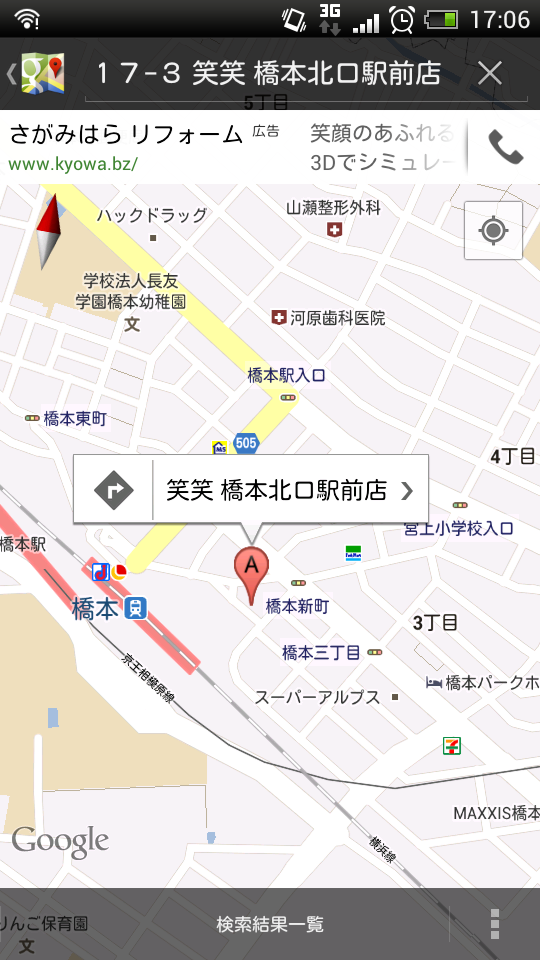 3G
17:06
17-3 笑笑 橋本北口駅前店
5丁目
さがみはら リフォーム 広告
www.kyowa.bz/
笑顔のあふれる
3Dでシミュレー
ハックドラッグ
山瀬整形外科
学校法人長友
学園橋本幼稚園
文
河原歯科医院
橋本駅入口
橋本東町
505
4丁目
笑笑 橋本北口駅前店
宮上小学校入口
橋本駅
A
橋本
橋本新町
3丁目
橋本三丁目
京王相模原線
スーパーアルプス
橋本パークホ
7
MAXXIS橋本
Google
横浜線
りんご保育園
文
検索結果一覧